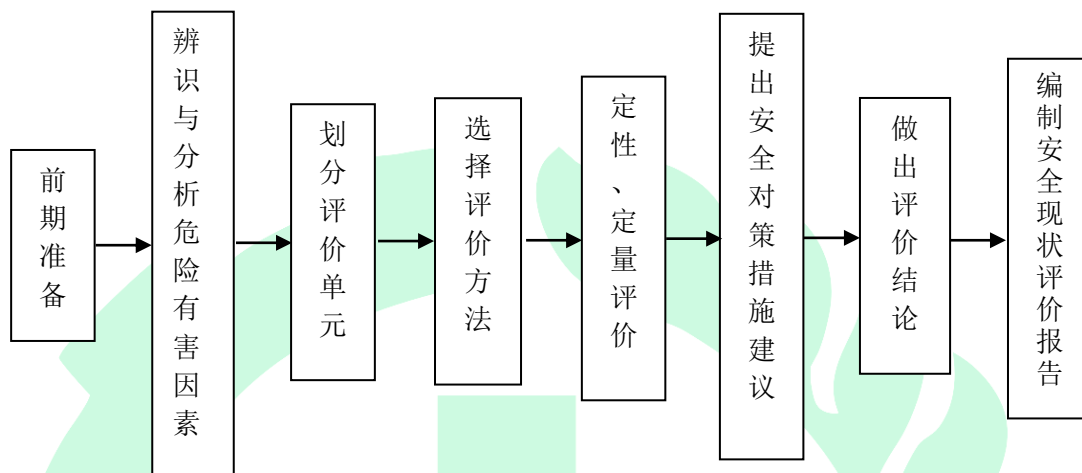 前期准备
辨识与分析危险有害因素
划分评价单元
选择评价方法
定性、定量评价
提出安全对策措施建议
做出评价结论
编制安全现状评价报告